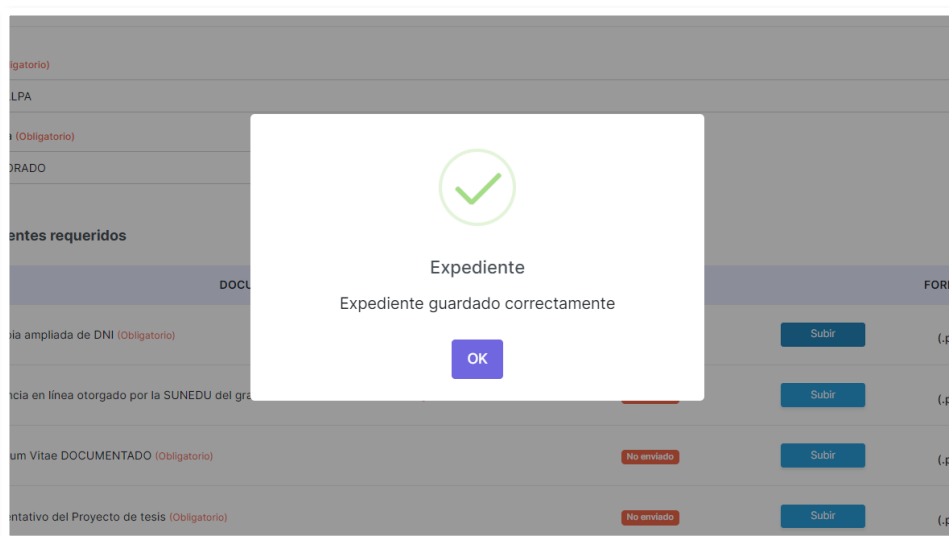 igatorio)
LPA
a (Obligatorio)
ORADO
entes requeridos
DOCU
FOR
Expediente
Expediente guardado correctamente
OK
ia ampliada de DNI (Obligatorio)
Subir
(.p
ncia en línea otorgado por la SUNEDU del gra
Subir
(.p
um Vitae DOCUMENTADO (Obligatorio)
No enviado
Subir
(.p
entativo del Proyecto de tesis (Obligatorio)
No enviado
Subir
(.p